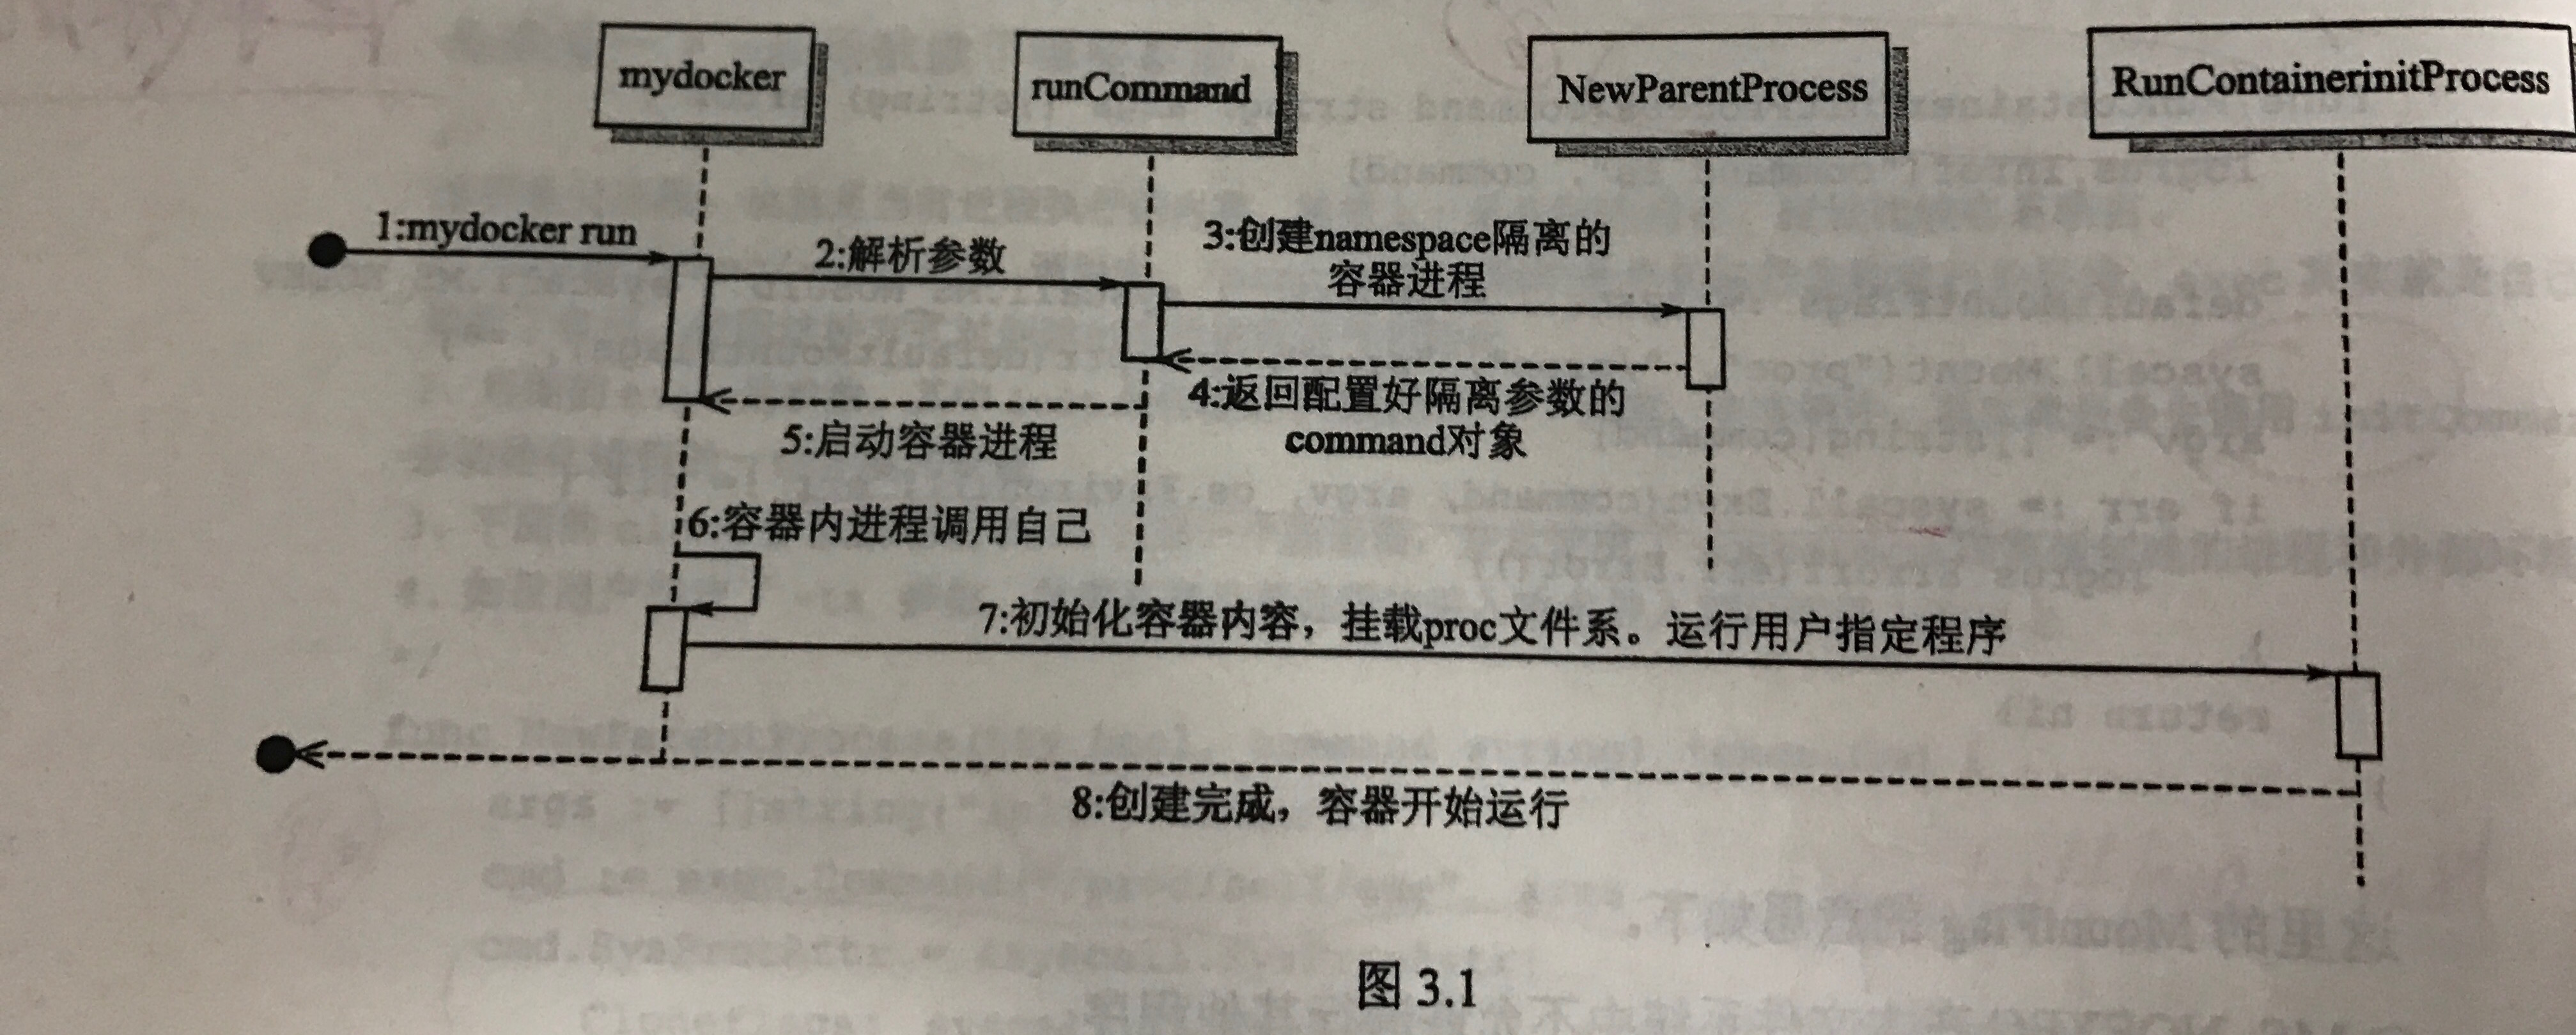 mydocker
runCommand
NewParentProcess
RunContainerinitProcess
1:mydocker run
2:解析参数
3:创建namespace隔离的
容器进程
4:返回配置好隔离参数的
command对象
5:启动容器进程
6:容器内进程调用自己
7:初始化容器内容，挂载proc文件系。运行用户指定程序
8:创建完成，容器开始运行
图 3.1